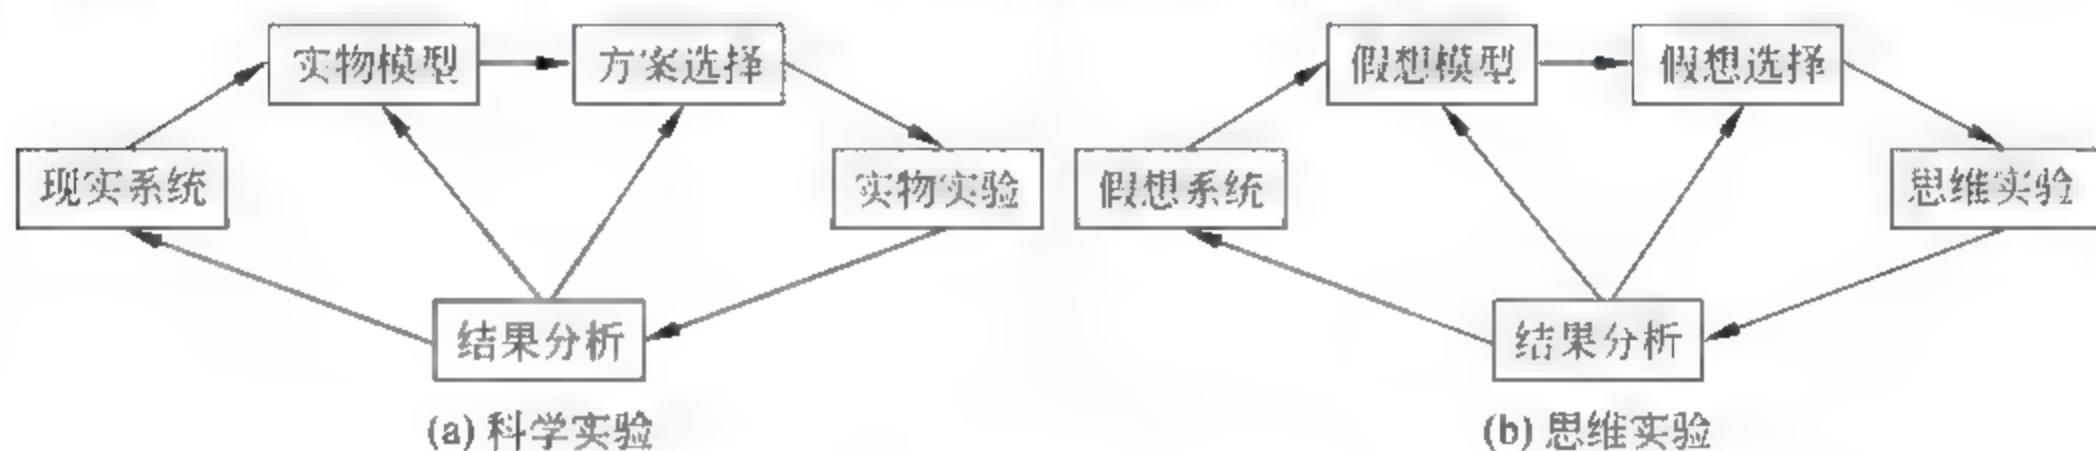 实物模型
方案选择
现实系统
实物实验
结果分析
(a) 科学实验
假想模型
假想选择
假想系统
思维实验
结果分析
(b) 思维实验